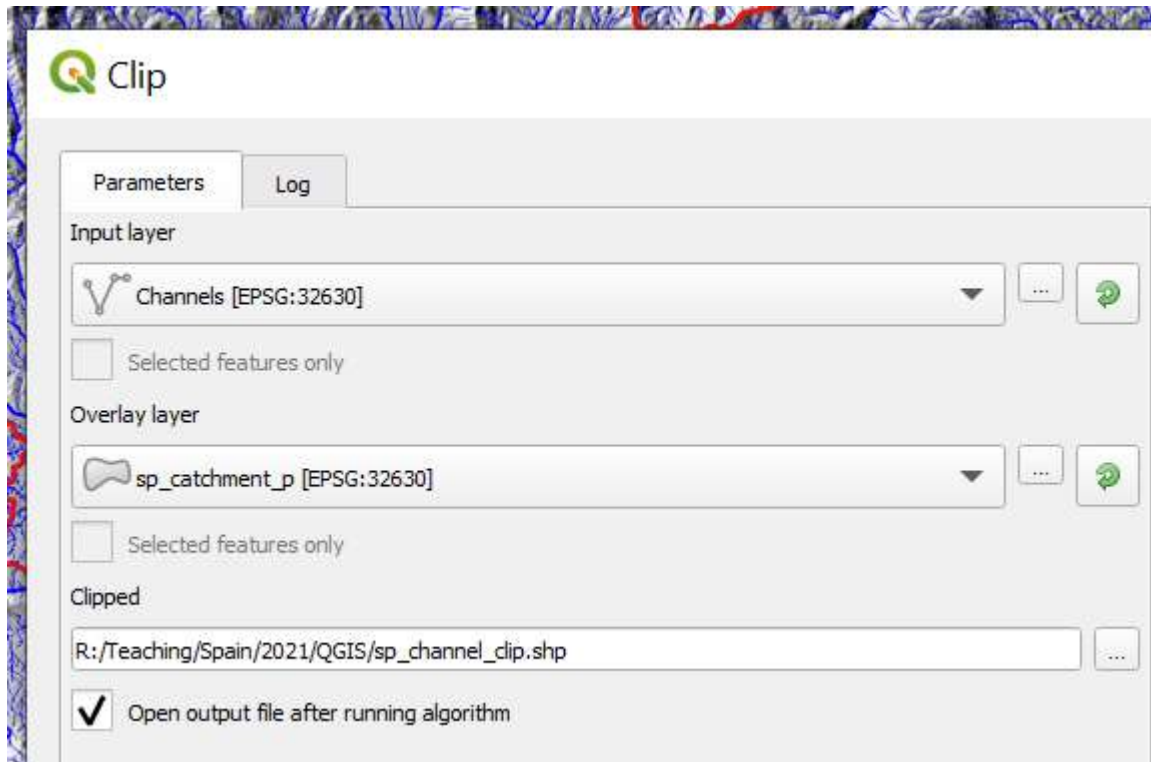 Clip
Parameters Log
Input layer
Channels [EPSG:32630] ...
Selected features only
Overlay layer
sp_catchment_p [EPSG:32630] ...
Selected features only
Clipped
R:/Teaching/Spain/2021/QGIS/sp_channel_clip.shp ...
Open output file after running algorithm